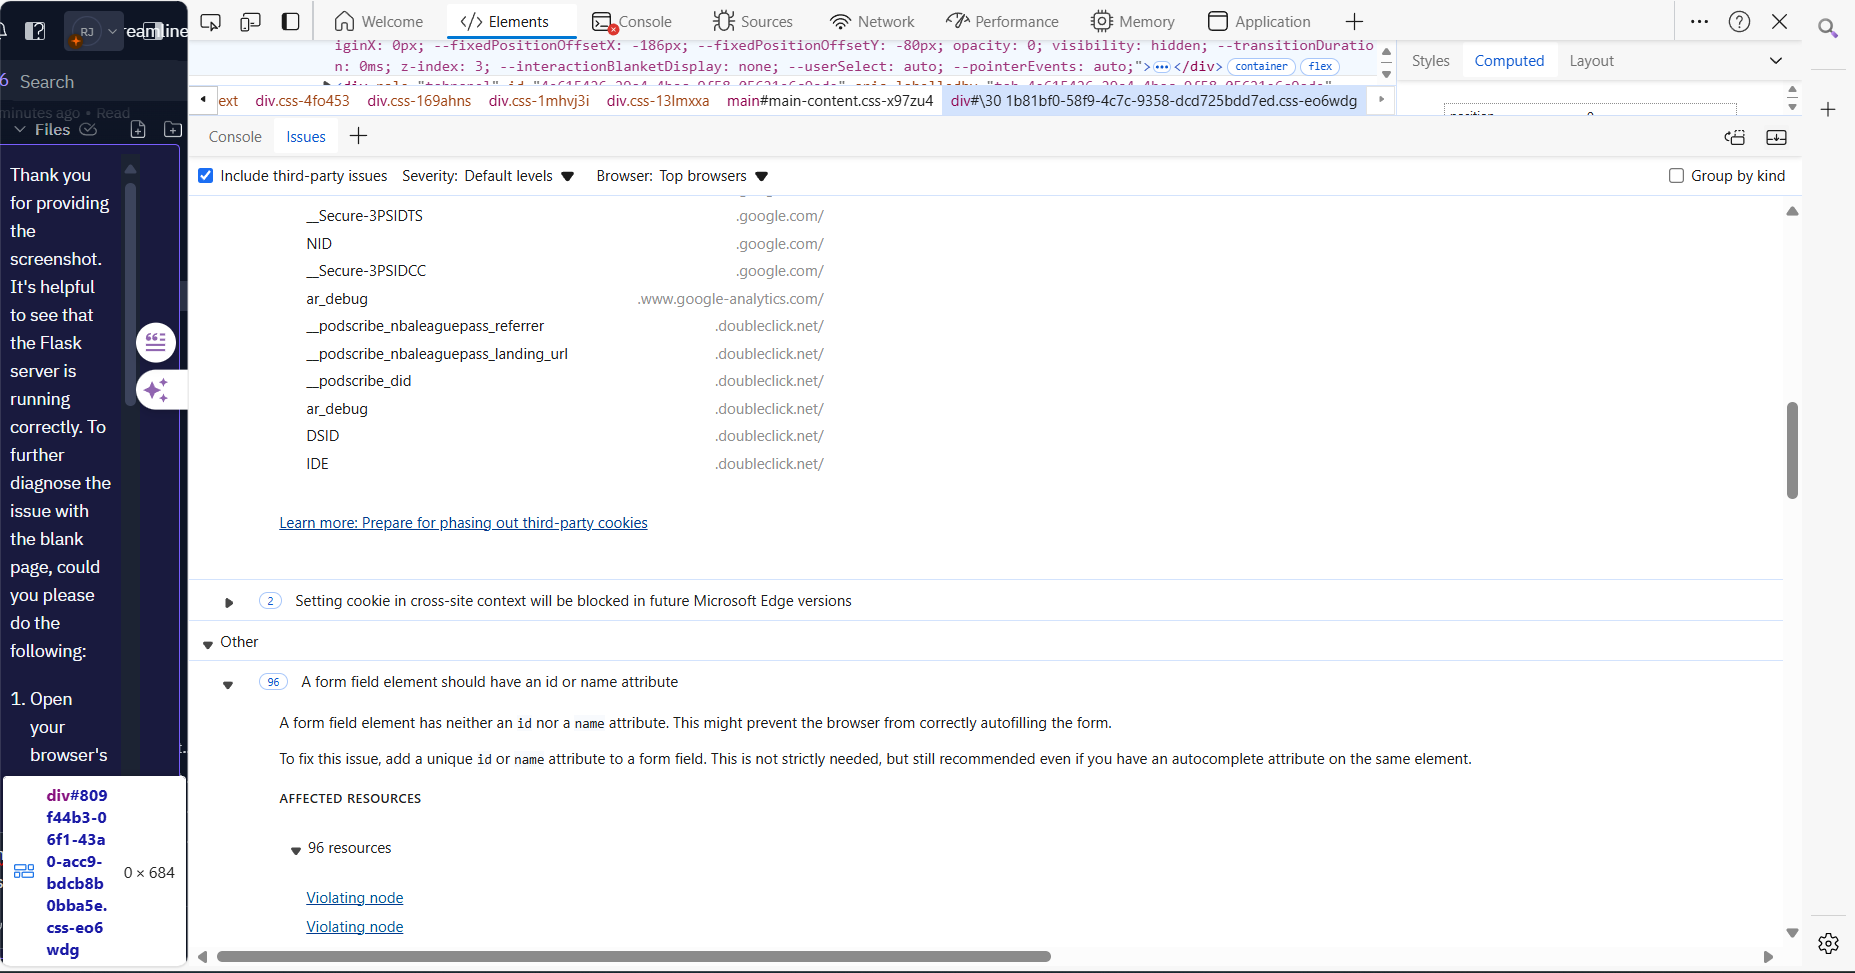 RJ
reamline
6
Search
minutes ago • Read
Files
Thank you
for providing
the
screenshot.
It's helpful
to see that
the Flask
server is
running
correctly. To
further
diagnose the
issue with
the blank
page, could
you please
do the
following:
1. Open
your
browser's
div#809
f44b3-0
6f1-43a
0-acc9-
bdcb8b
0bba5e.
css-eo6
wdg
0 × 684
Welcome
Elements
Console
Sources
Network
Performance
Memory
Application
iginX: 0px; --fixedPositionOffsetX: -186px; --fixedPositionOffsetY: -80px; opacity: 0; visibility: hidden; --transitionDuratio
n: 0ms; z-index: 3; --interactionBlanketDisplay: none; --userSelect: auto; --pointerEvents: auto;"> ••• </div> container flex
ext div.css-4fo453 div.css-169ahns div.css-1mhvj3i div.css-13lmxxa main#main-content.css-x97zu4 div#\30 1b81bf0-58f9-4c7c-9358-dcd725bdd7ed.css-eo6wdg
Styles
Computed
Layout
Console
Issues
Include third-party issues Severity: Default levels Browser: Top browsers Group by kind
__Secure-3PSIDTS .google.com/
NID .google.com/
__Secure-3PSIDCC .google.com/
ar_debug .www.google-analytics.com/
__podscribe_nbaleaguepass_referrer .doubleclick.net/
__podscribe_nbaleaguepass_landing_url .doubleclick.net/
__podscribe_did .doubleclick.net/
ar_debug .doubleclick.net/
DSID .doubleclick.net/
IDE .doubleclick.net/
Learn more: Prepare for phasing out third-party cookies
2 Setting cookie in cross-site context will be blocked in future Microsoft Edge versions
Other
96 A form field element should have an id or name attribute
A form field element has neither an id nor a name attribute. This might prevent the browser from correctly autofilling the form.
To fix this issue, add a unique id or name attribute to a form field. This is not strictly needed, but still recommended even if you have an autocomplete attribute on the same element.
AFFECTED RESOURCES
96 resources
Violating node
Violating node